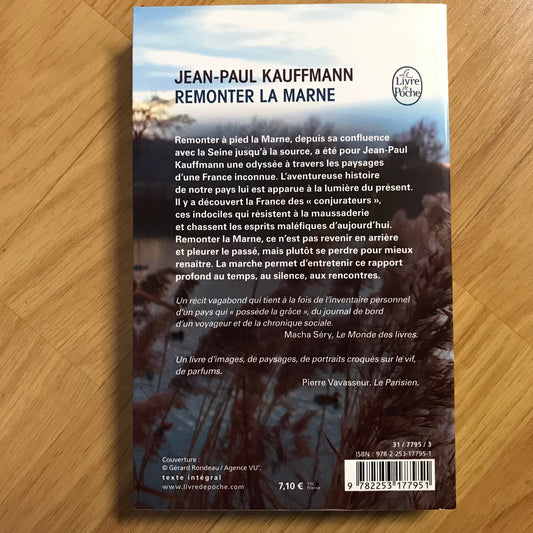 JEAN-PAUL KAUFFMANN
REMONTER LA MARNE
Le
Livre
de
Poche
Remonter à pied la Marne, depuis sa confluence
avec la Seine jusqu'à la source, a été pour Jean-Paul
Kauffmann une odyssée à travers les paysages
d'une France inconnue. L'aventureuse histoire
de notre pays lui est apparue à la lumière du présent.
Il y a découvert la France des « conjurateurs »,
ces indociles qui résistent à la maussaderie
et chassent les esprits maléfiques d'aujourd'hui.
Remonter la Marne, ce n'est pas revenir en arrière
et pleurer le passé, mais plutôt se perdre pour mieux
renaître. La marche permet d'entretenir ce rapport
profond au temps, au silence, aux rencontres.
Un récit vagabond qui tient à la fois de l'inventaire personnel
d'un pays qui « possède la grâce », du journal de bord
d'un voyageur et de la chronique sociale.
Macha Séry, Le Monde des livres.
Un livre d'images, de paysages, de portraits croqués sur le vif,
de parfums.
Pierre Vavasseur, Le Parisien.
Couverture :
© Gérard Rondeau / Agence VU'.
texte intégral
www.livredepoche.com
7,10 €
TTC
France
31 / 7795 / 3
ISBN : 978-2-253-17795-1
9 782253 177951